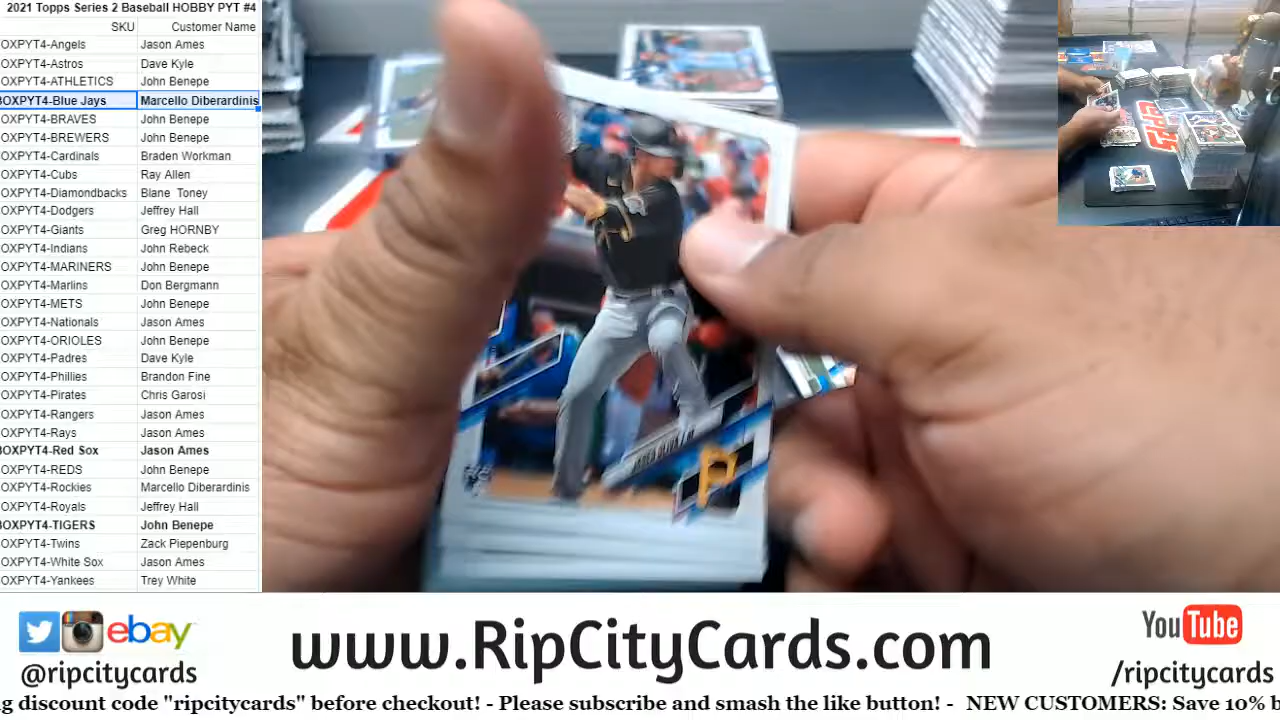 2021 Topps Series 2 Baseball HOBBY PYT #4
SKU Customer Name
OXPYT4-Angels Jason Ames
OXPYT4-Astros Dave Kyle
OXPYT4-ATHLETICS John Benepe
BOXPYT4-Blue Jays Marcello Diberardinis
OXPYT4-BRAVES John Benepe
OXPYT4-BREWERS John Benepe
OXPYT4-Cardinals Braden Workman
OXPYT4-Cubs Ray Allen
OXPYT4-Diamondbacks Blane Toney
OXPYT4-Dodgers Jeffrey Hall
OXPYT4-Giants Greg HORNBY
OXPYT4-Indians John Rebeck
OXPYT4-MARINERS John Benepe
OXPYT4-Marlins Don Bergmann
OXPYT4-METS John Benepe
OXPYT4-Nationals Jason Ames
OXPYT4-ORIOLES John Benepe
OXPYT4-Padres Dave Kyle
OXPYT4-Phillies Brandon Fine
OXPYT4-Pirates Chris Garosi
OXPYT4-Rangers Jason Ames
OXPYT4-Rays Jason Ames
BOXPYT4-Red Sox Jason Ames
OXPYT4-REDS John Benepe
OXPYT4-Rockies Marcello Diberardinis
OXPYT4-Royals Jeffrey Hall
BOXPYT4-TIGERS John Benepe
OXPYT4-Twins Zack Piepenburg
OXPYT4-White Sox Jason Ames
OXPYT4-Yankees Trey White
P
ebay
@ripcitycards
www.RipCityCards.com
YouTube
/ripcitycards
g discount code "ripcitycards" before checkout! - Please subscribe and smash the like button! - NEW CUSTOMERS: Save 10% b